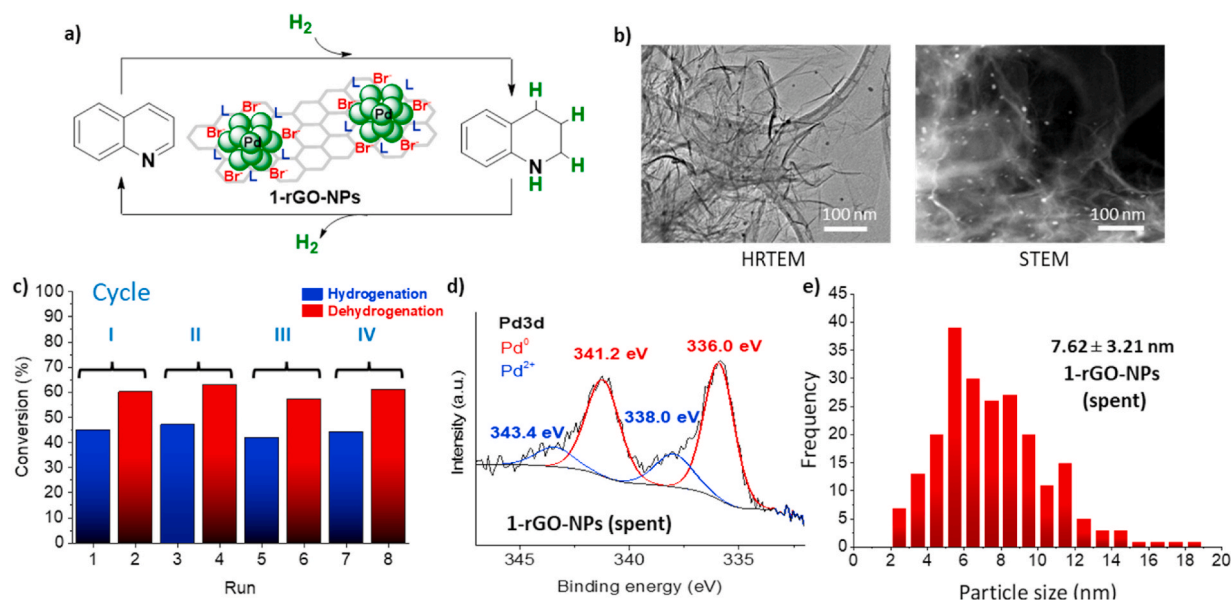 a)
H2
Br-
L
L
Br-
Br-
Pd
L
L
Br-
L
Br-
Br-
Br-
Pd
L
L
Br-
L
Br-
N
1-rGO-NPs
H
H
H
N
H
H2
b)
100 nm
100 nm
HRTEM
STEM
c)
Cycle
Hydrogenation
Dehydrogenation
I
II
III
IV
100
90
80
70
60
50
40
30
20
10
0
Conversion (%)
1
2
3
4
5
6
7
8
Run
d)
Pd3d
Pd0
Pd2+
341.2 eV
336.0 eV
343.4 eV
338.0 eV
1-rGO-NPs (spent)
Intensity (a.u.)
345
340
335
Binding energy (eV)
e)
7.62 ± 3.21 nm
1-rGO-NPs
(spent)
45
40
35
30
25
20
15
10
5
0
Frequency
0
2
4
6
8
10
12
14
16
18
20
Particle size (nm)